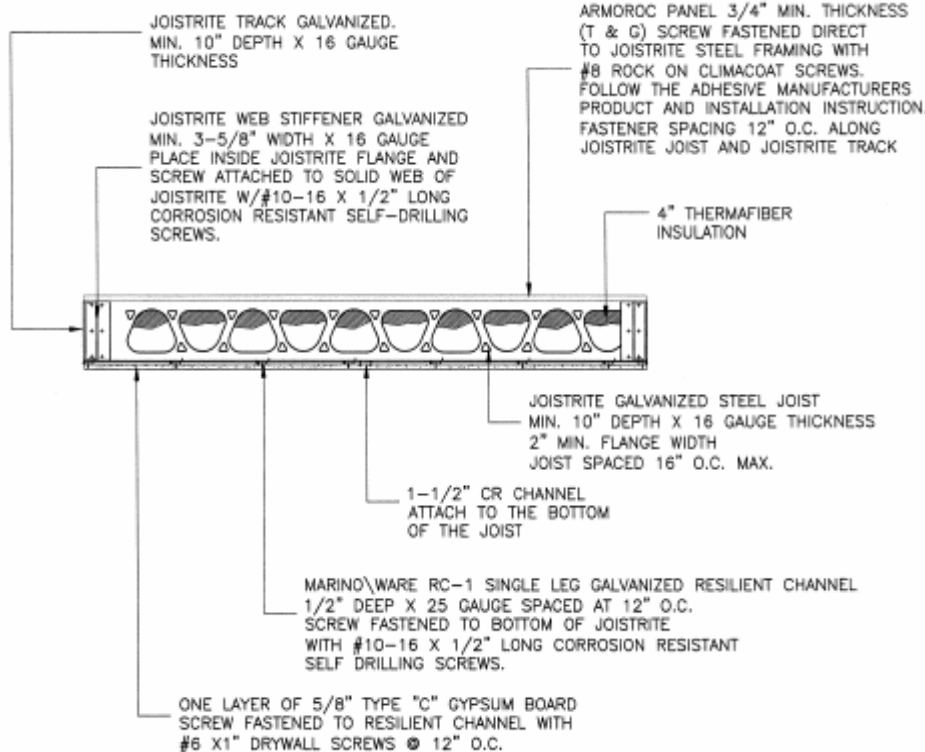 JOISTRITE TRACK GALVANIZED.
MIN. 10" DEPTH X 16 GAUGE
THICKNESS
ARMOROC PANEL 3/4" MIN. THICKNESS
(T & G) SCREW FASTENED DIRECT
TO JOISTRITE STEEL FRAMING WITH
#8 ROCK ON CLIMACOAT SCREWS.
FOLLOW THE ADHESIVE MANUFACTURERS
PRODUCT AND INSTALLATION INSTRUCTION.
FASTENER SPACING 12" O.C. ALONG
JOISTRITE JOIST AND JOISTRITE TRACK
JOISTRITE WEB STIFFENER GALVANIZED
MIN. 3-5/8" WIDTH X 16 GAUGE
PLACE INSIDE JOISTRITE FLANGE AND
SCREW ATTACHED TO SOLID WEB OF
JOISTRITE W/#10-16 X 1/2" LONG
CORROSION RESISTANT SELF-DRILLING
SCREWS.
4" THERMAFIBER
INSULATION
JOISTRITE GALVANIZED STEEL JOIST
MIN. 10" DEPTH X 16 GAUGE THICKNESS
2" MIN. FLANGE WIDTH
JOIST SPACED 16" O.C. MAX.
1-1/2" CR CHANNEL
ATTACH TO THE BOTTOM
OF THE JOIST
MARINO\WARE RC-1 SINGLE LEG GALVANIZED RESILIENT CHANNEL
1/2" DEEP X 25 GAUGE SPACED AT 12" O.C.
SCREW FASTENED TO BOTTOM OF JOISTRITE
WITH #10-16 X 1/2" LONG CORROSION RESISTANT
SELF DRILLING SCREWS.
ONE LAYER OF 5/8" TYPE "C" GYPSUM BOARD
SCREW FASTENED TO RESILIENT CHANNEL WITH
#6 X1" DRYWALL SCREWS @ 12" O.C.